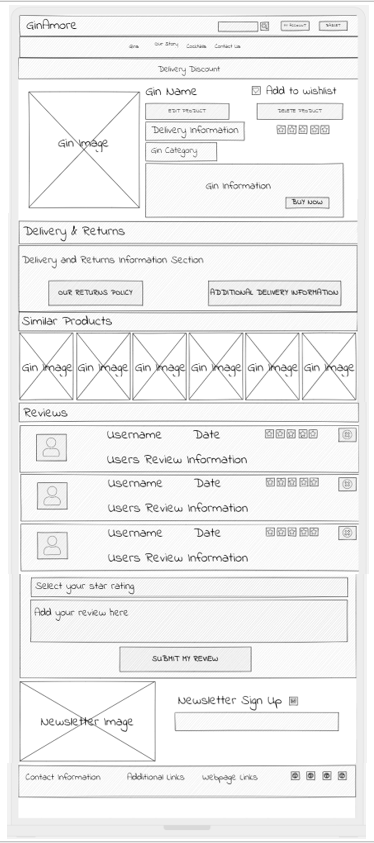 GinAmore
MY ACCOUNT
BASKET
Gins Our Story Cocktails Contact Us
Delivery Discount
Gin Image
Gin Name
Add to wishlist
EDIT PRODUCT
DELETE PRODUCT
Delivery Information
Gin Category
Gin Information
BUY NOW
Delivery & Returns
Delivery and Returns Information Section
OUR RETURNS POLICY
ADDITIONAL DELIVERY INFORMATION
Similar Products
Gin Image Gin Image Gin Image Gin Image Gin Image Gin Image
Reviews
Username Date
Users Review Information
Username Date
Users Review Information
Username Date
Users Review Information
Select your star rating
Add your review here
SUBMIT MY REVIEW
Newsletter Image
Newsletter Sign Up
Contact Information Additional Links Webpage Links